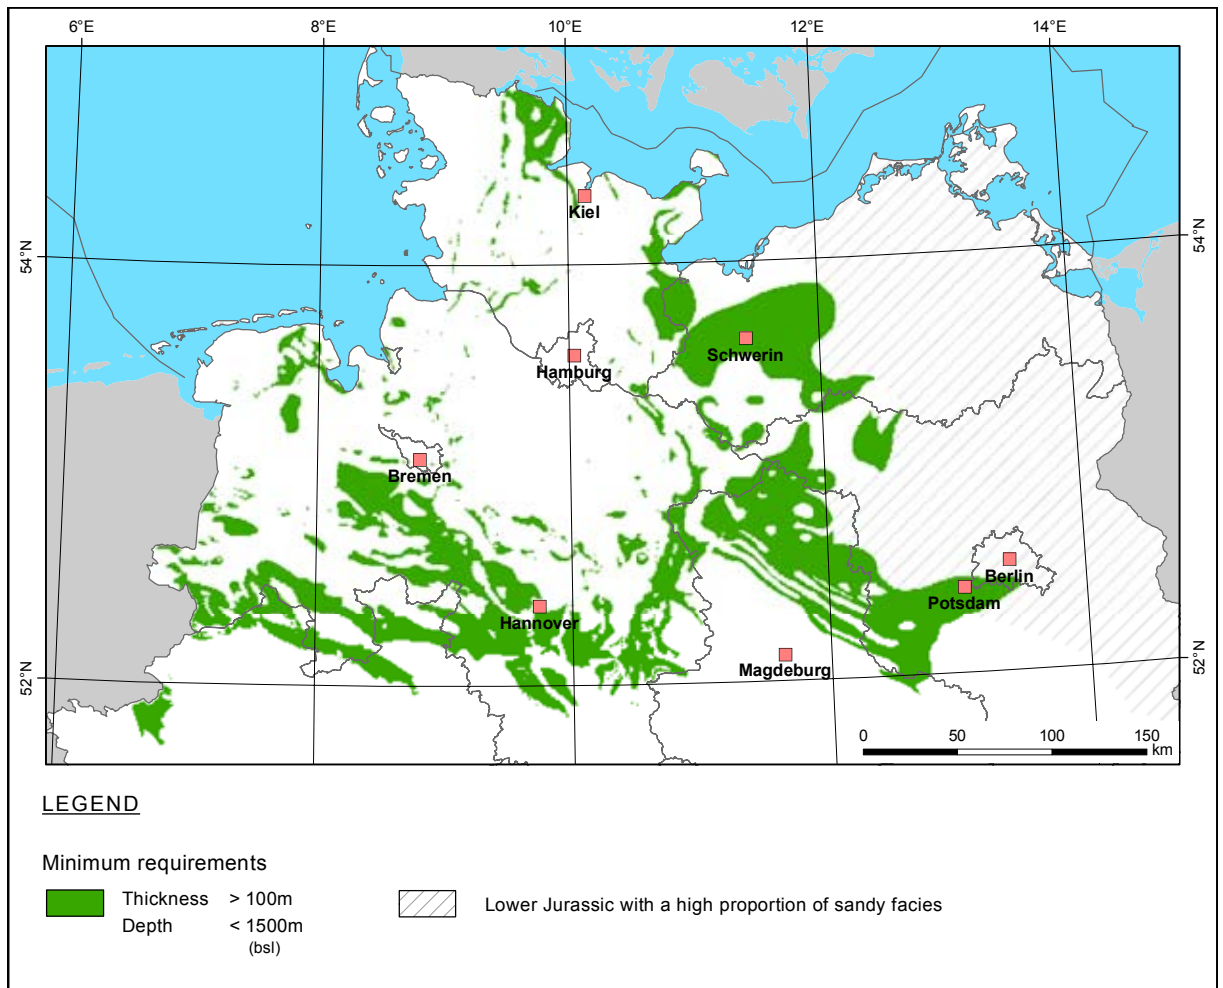 6°E 8°E 10°E 12°E 14°E
54°N
54°N
Kiel
Schwerin
Hamburg
Bremen
Berlin
Potsdam
Hannover
Magdeburg
52°N
52°N
0 50 100 150
km
LEGEND
Minimum requirements
Thickness > 100m
Depth < 1500m
(bsl)
Lower Jurassic with a high proportion of sandy facies